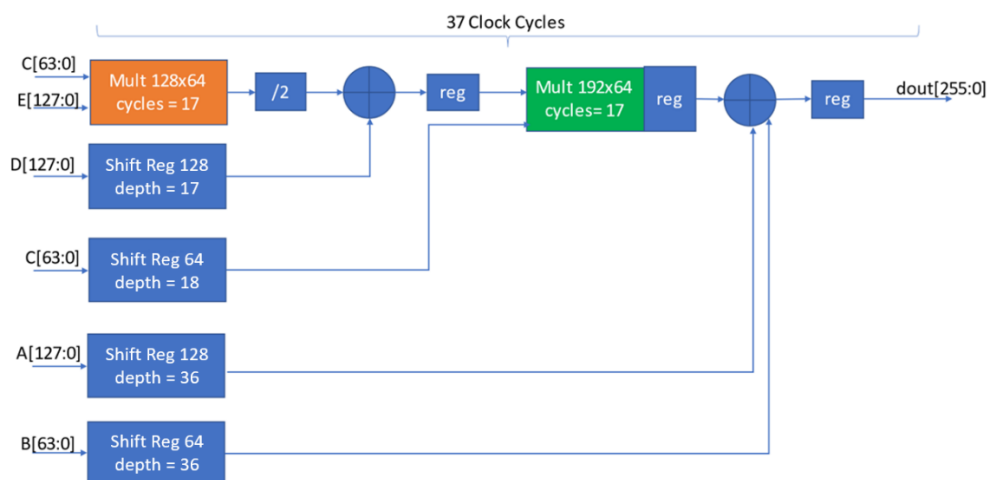 37 Clock Cycles
C[63:0]
E[127:0]
Mult 128x64
cycles = 17
/2
reg
Mult 192x64
cycles= 17
reg
reg
dout[255:0]
D[127:0]
Shift Reg 128
depth = 17
C[63:0]
Shift Reg 64
depth = 18
A[127:0]
Shift Reg 128
depth = 36
B[63:0]
Shift Reg 64
depth = 36